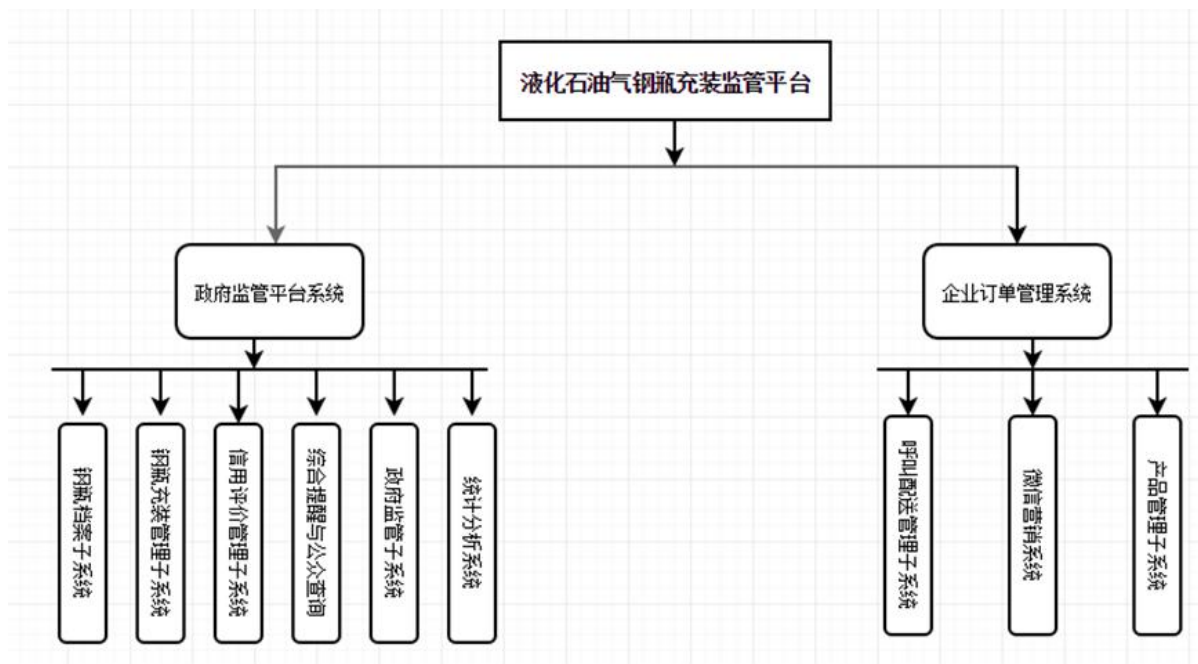 液化石油气钢瓶充装监管平台
政府监管平台系统
企业订单管理系统
钢瓶档案子系统
钢瓶充装管理子系统
信用评价管理子系统
综合提醒与公众查询
政府监管子系统
统计分析系统
呼叫配送管理子系统
微信营销系统
产品管理子系统